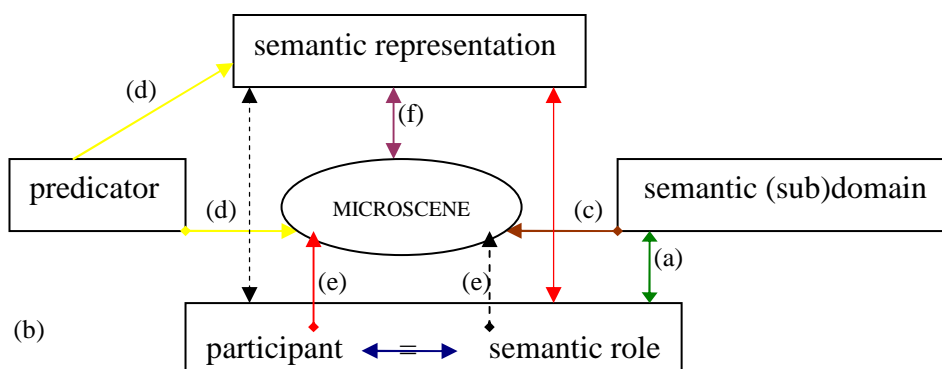 semantic representation
(d)
(f)
predicator
MICROSCENE
semantic (sub)domain
(d)
(c)
(a)
(e)
(e)
(b)
participant = semantic role